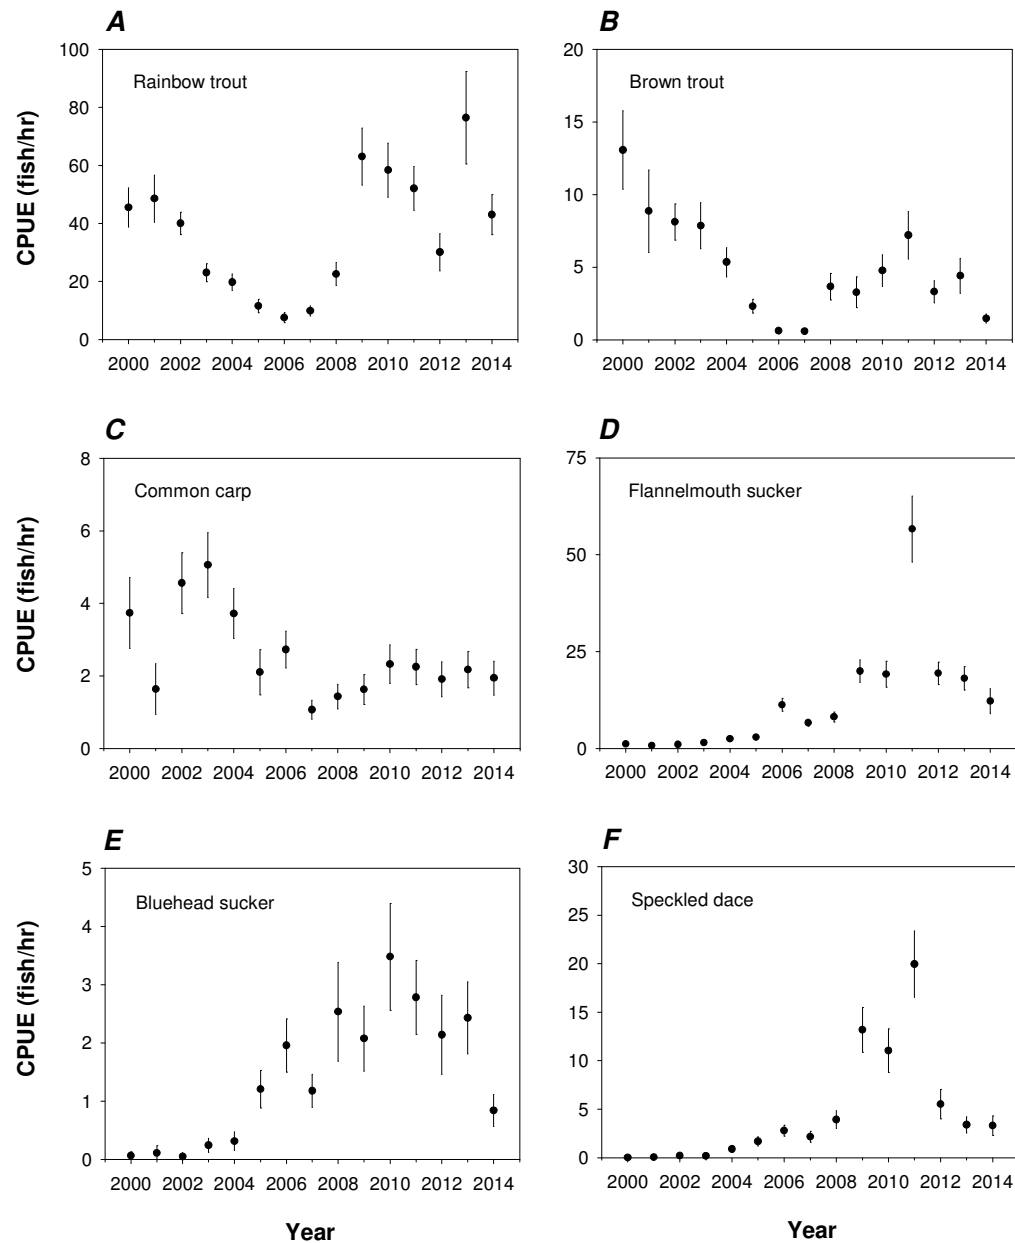 A
B
100
80
60
40
20
0
Rainbow trout
CPUE (fish/hr)
2000 2002 2004 2006 2008 2010 2012 2014
20
15
10
5
0
Brown trout
2000 2002 2004 2006 2008 2010 2012 2014
C
D
8
6
4
2
0
Common carp
CPUE (fish/hr)
2000 2002 2004 2006 2008 2010 2012 2014
75
50
25
0
Flannelmouth sucker
2000 2002 2004 2006 2008 2010 2012 2014
E
F
5
4
3
2
1
0
Bluehead sucker
CPUE (fish/hr)
2000 2002 2004 2006 2008 2010 2012 2014
Year
30
25
20
15
10
5
0
Speckled dace
2000 2002 2004 2006 2008 2010 2012 2014
Year